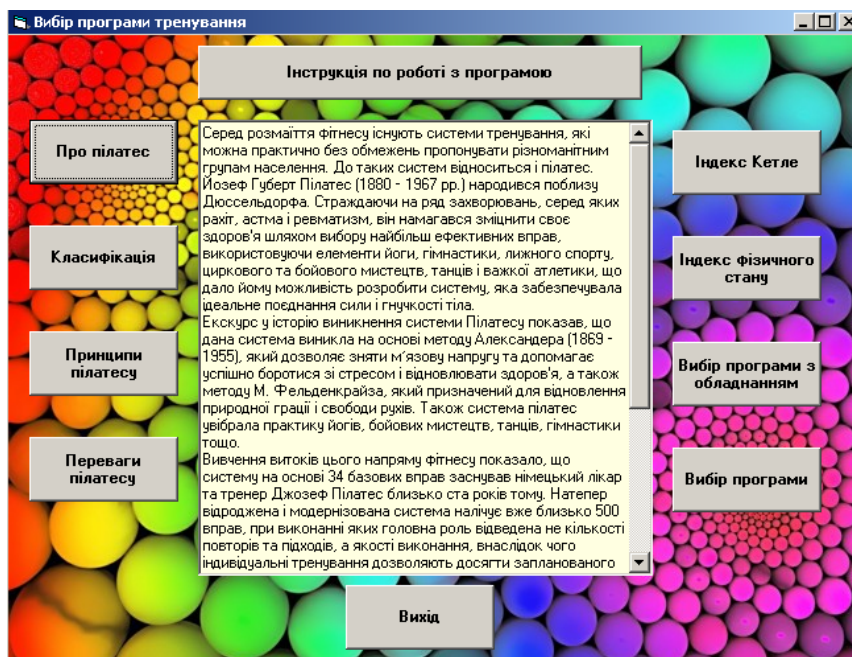 Вибір програми тренування
Інструкція по роботі з програмою
Про пілатес
Класифікація
Принципи
пілатесу
Переваги
пілатесу
Серед розмаїття фітнесу існують системи тренування, які
можна практично без обмежень пропонувати різноманітним
групам населення. До таких систем відноситься і пілатес.
Йозеф Губерт Пілатес (1880 - 1967 рр.) народився поблизу
Дюссельдорфа. Страждаючи на ряд захворювань, серед яких
рахіт, астма і ревматизм, він намагався зміцнити своє
здоров'я шляхом вибору найбільш ефективних вправ,
використовуючи елементи йоги, гімнастики, лижного спорту,
циркового та бойового мистецтв, танців і важкої атлетики, що
дало йому можливість розробити систему, яка забезпечувала
ідеальне поєднання сили і гнучкості тіла.
Екскурс у історію виникнення системи Пілатесу показав, що
дана система виникла на основі методу Александера (1869 -
1955), який дозволяє зняти м'язову напругу та допомагає
успішно боротися зі стресом і відновлювати здоров'я, а також
методу М. Фельденкрайза, який призначений для відновлення
природної грації і свободи рухів. Також система пілатес
увібрала практику йогів, бойових мистецтв, танців, гімнастики
тощо.
Вивчення витоків цього напряму фітнесу показало, що
систему на основі 34 базових вправ заснував німецький лікар
та тренер Джозеф Пілатес близько ста років тому. Натепер
відроджена і модернізована система налічує вже близько 500
вправ, при виконанні яких головна роль відведена не кількості
повторів та підходів, а якості виконання, внаслідок чого
індивідуальні тренування дозволяють досягти запланованого
Індекс Кетле
Індекс фізичного
стану
Вибір програми з
обладнанням
Вибір програми
Вихід